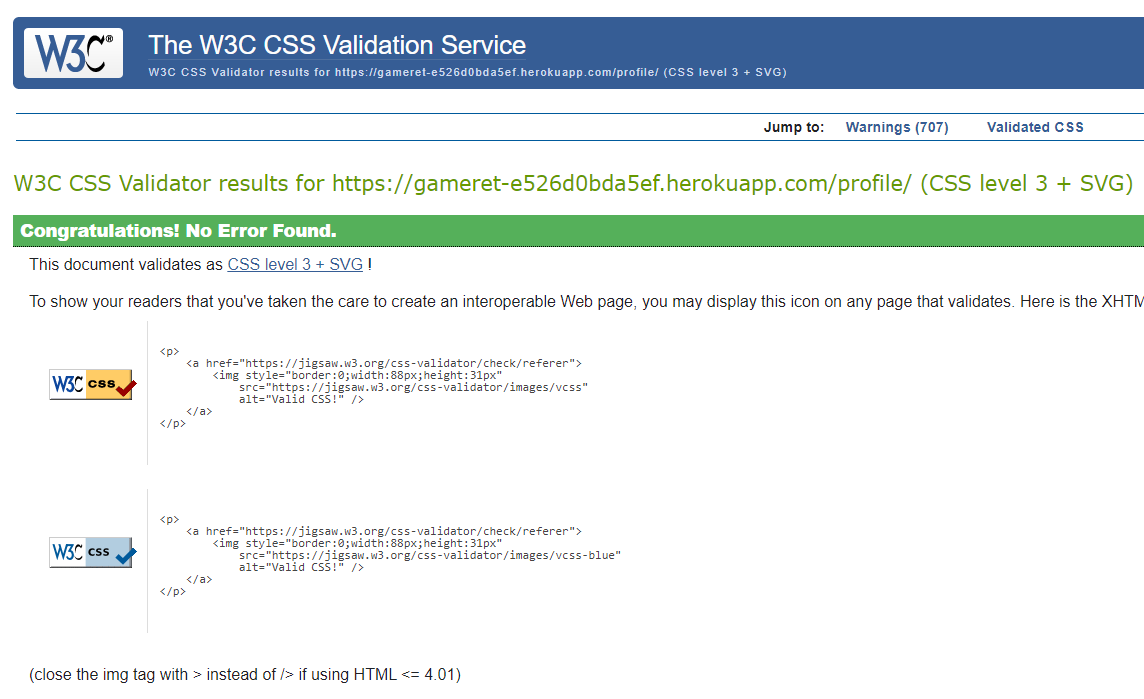 W3C®
The W3C CSS Validation Service
W3C CSS Validator results for https://gameret-e526d0bda5ef.herokuapp.com/profile/ (CSS level 3 + SVG)
Jump to: Warnings (707) Validated CSS
W3C CSS Validator results for https://gameret-e526d0bda5ef.herokuapp.com/profile/ (CSS level 3 + SVG)
Congratulations! No Error Found.
This document validates as CSS level 3 + SVG !
To show your readers that you've taken the care to create an interoperable Web page, you may display this icon on any page that validates. Here is the XHTM
W3C css
<p>
<a href="https://jigsaw.w3.org/css-validator/check/referer">
<img style="border:0;width:88px;height:31px"
src="https://jigsaw.w3.org/css-validator/images/vcss"
alt="Valid CSS!" />
</a>
</p>
W3C css
<p>
<a href="https://jigsaw.w3.org/css-validator/check/referer">
<img style="border:0;width:88px;height:31px"
src="https://jigsaw.w3.org/css-validator/images/vcss-blue"
alt="Valid CSS!" />
</a>
</p>
(close the img tag with > instead of /> if using HTML <= 4.01)